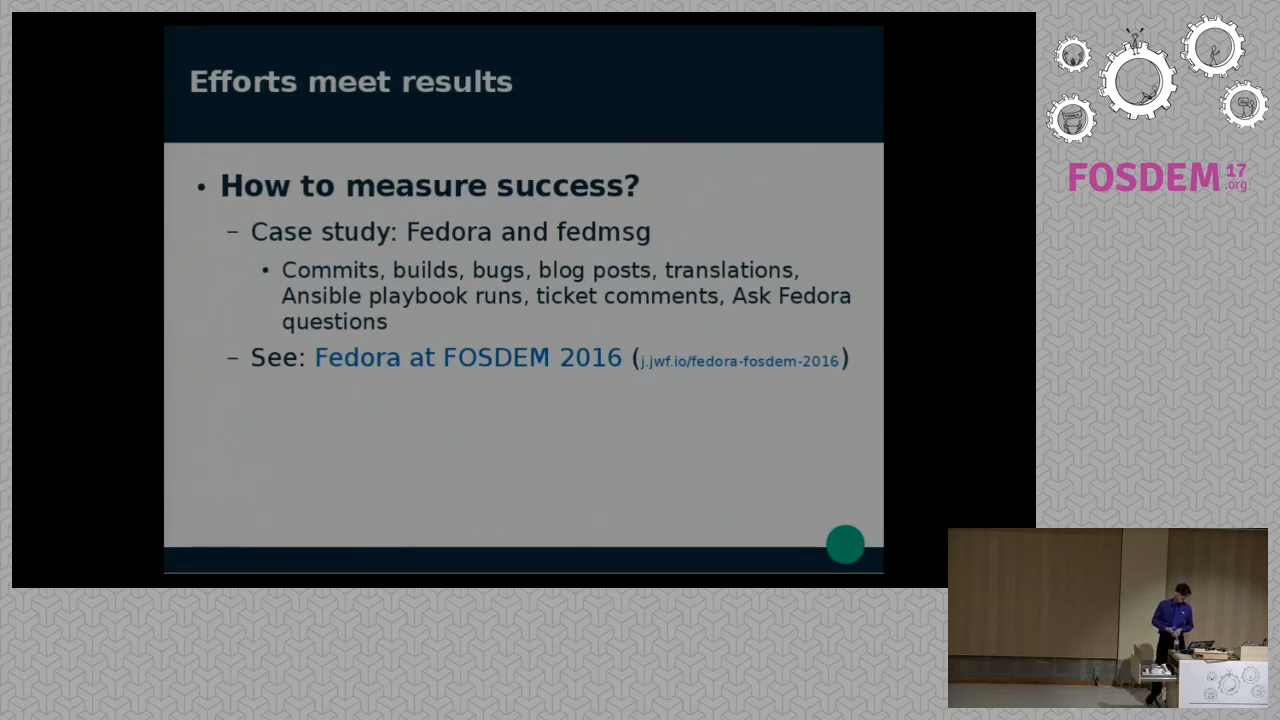 Efforts meet results
• How to measure success?
– Case study: Fedora and fedmsg
• Commits, builds, bugs, blog posts, translations,
Ansible playbook runs, ticket comments, Ask Fedora
questions
– See: Fedora at FOSDEM 2016 (j.jwf.io/fedora-fosdem-2016)
FOSDEM 17
.org